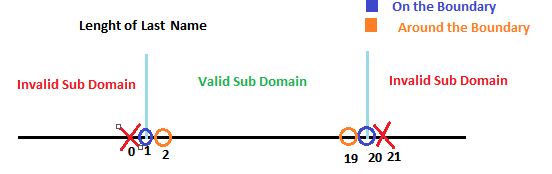 On the Boundary
Lenght of Last Name
Around the Boundary
Invalid Sub Domain
Valid Sub Domain
Invalid Sub Domain
0 1 2 19 20 21